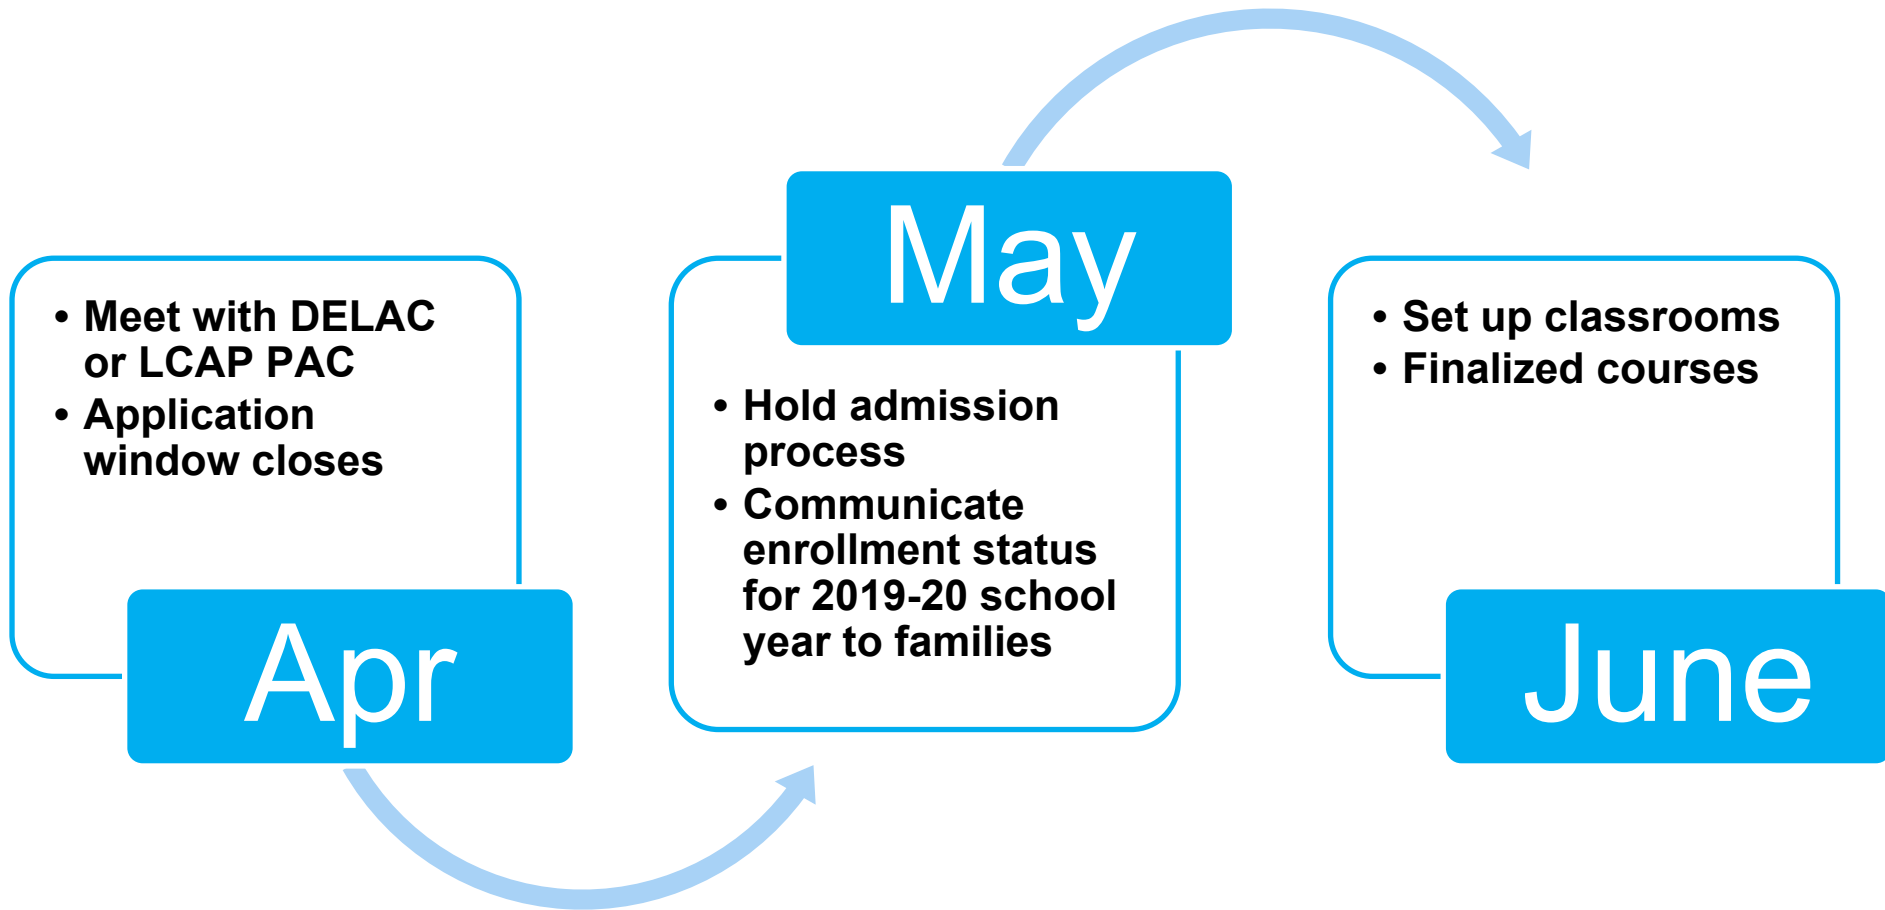 • Meet with DELAC
or LCAP PAC
• Application
window closes
Apr
May
• Hold admission
process
• Communicate
enrollment status
for 2019-20 school
year to families
• Set up classrooms
• Finalized courses
June